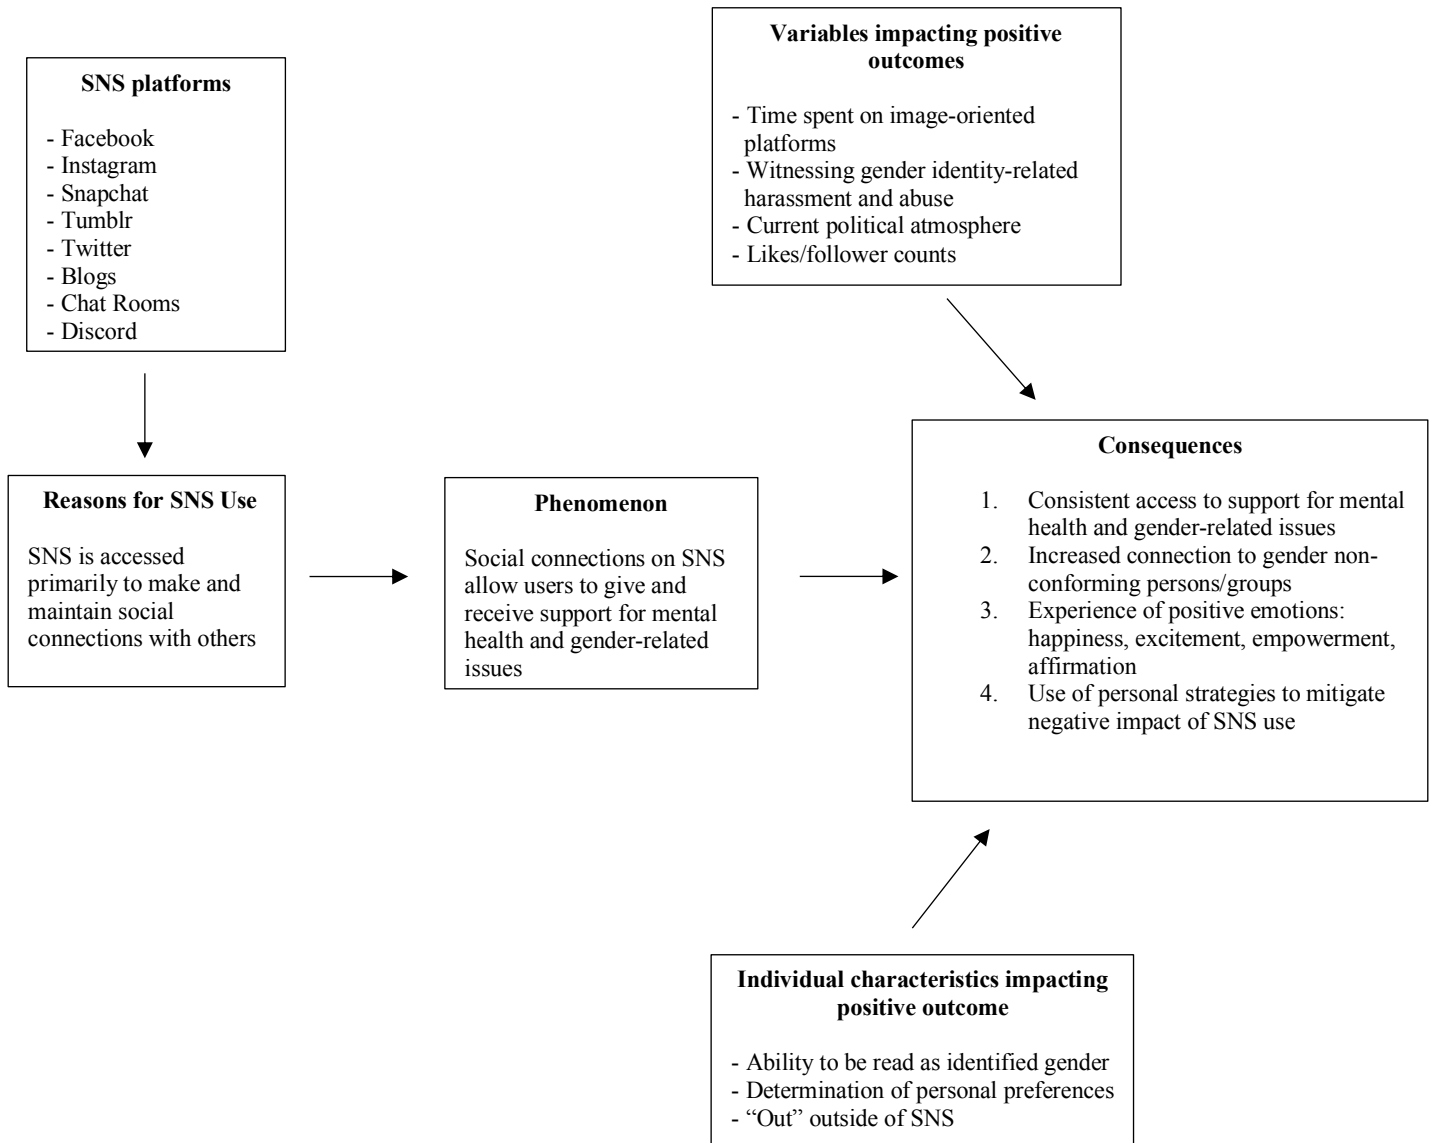 SNS platforms
- Facebook
- Instagram
- Snapchat
- Tumblr
- Twitter
- Blogs
- Chat Rooms
- Discord
Variables impacting positive
outcomes
- Time spent on image-oriented
platforms
- Witnessing gender identity-related
harassment and abuse
- Current political atmosphere
- Likes/follower counts
Reasons for SNS Use
SNS is accessed
primarily to make and
maintain social
connections with others
Phenomenon
Social connections on SNS
allow users to give and
receive support for mental
health and gender-related
issues
Consequences
1. Consistent access to support for mental
health and gender-related issues
2. Increased connection to gender non-
conforming persons/groups
3. Experience of positive emotions:
happiness, excitement, empowerment,
affirmation
4. Use of personal strategies to mitigate
negative impact of SNS use
Individual characteristics impacting
positive outcome
- Ability to be read as identified gender
- Determination of personal preferences
- “Out” outside of SNS